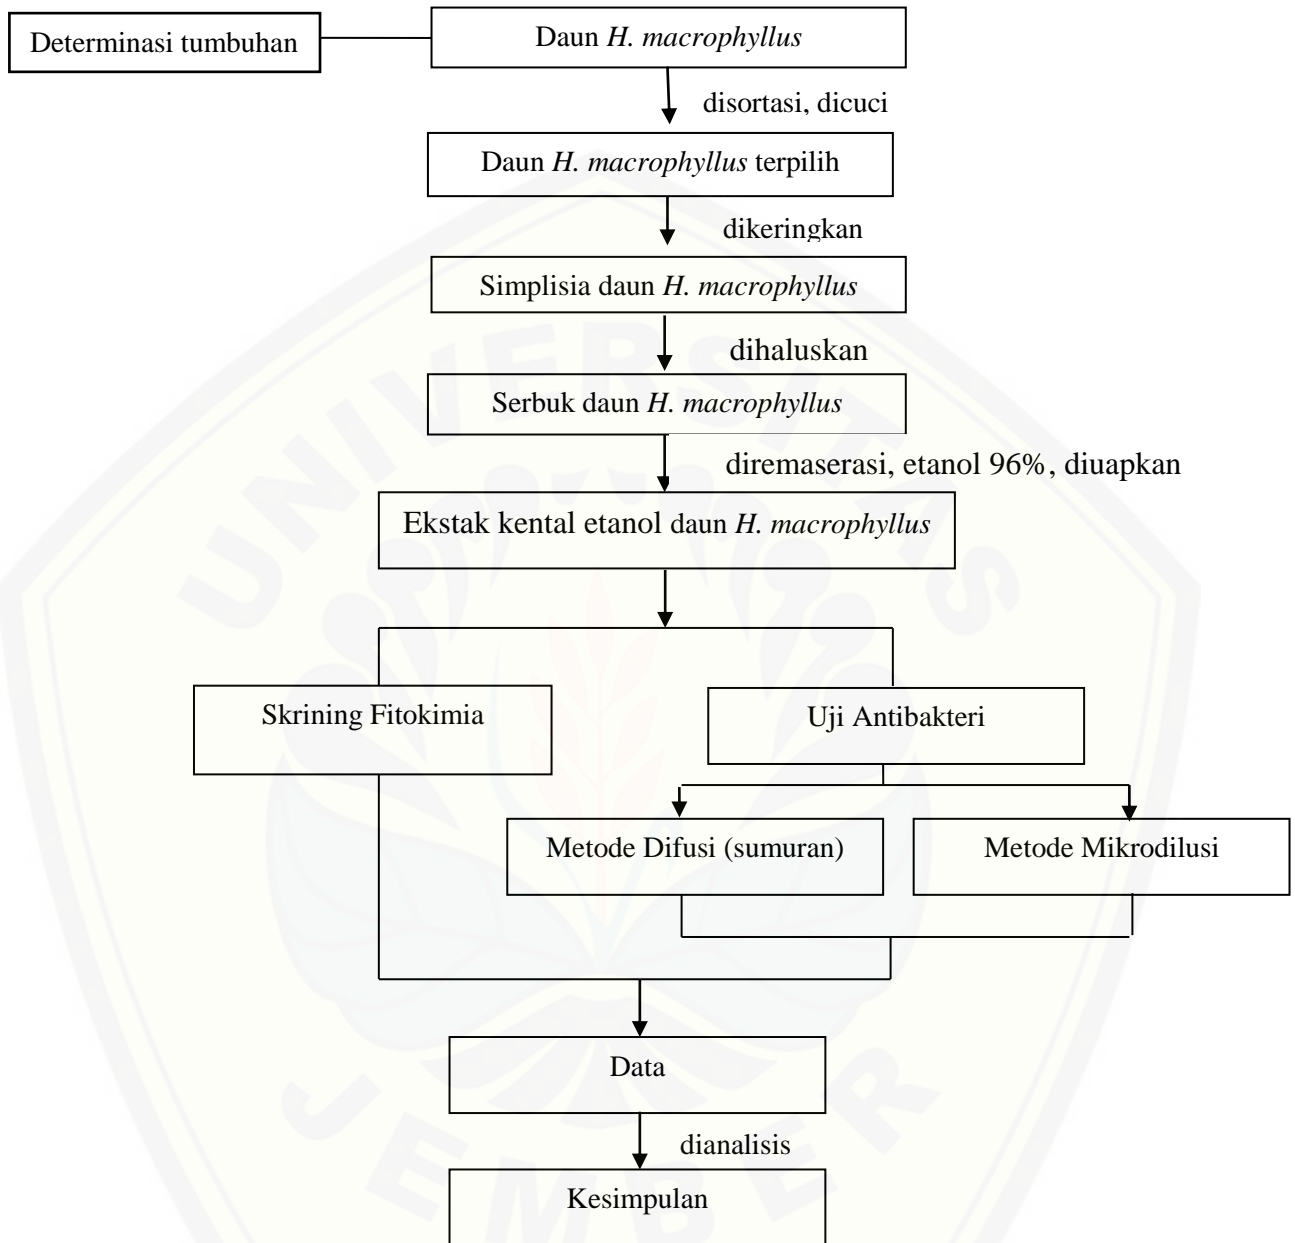 Determinasi tumbuhan
Daun H. macrophyllus
disortasi, dicuci
Daun H. macrophyllus terpilih
dikeringkan
Simplisia daun H. macrophyllus
dihaluskan
Serbuk daun H. macrophyllus
diremaserasi, etanol 96%, diuapkan
Ekstak kental etanol daun H. macrophyllus
Skrining Fitokimia
Uji Antibakteri
Metode Difusi (sumuran)
Metode Mikrodilusi
Data
dianalisis
Kesimpulan
UNIVERSITAS
JEMBER